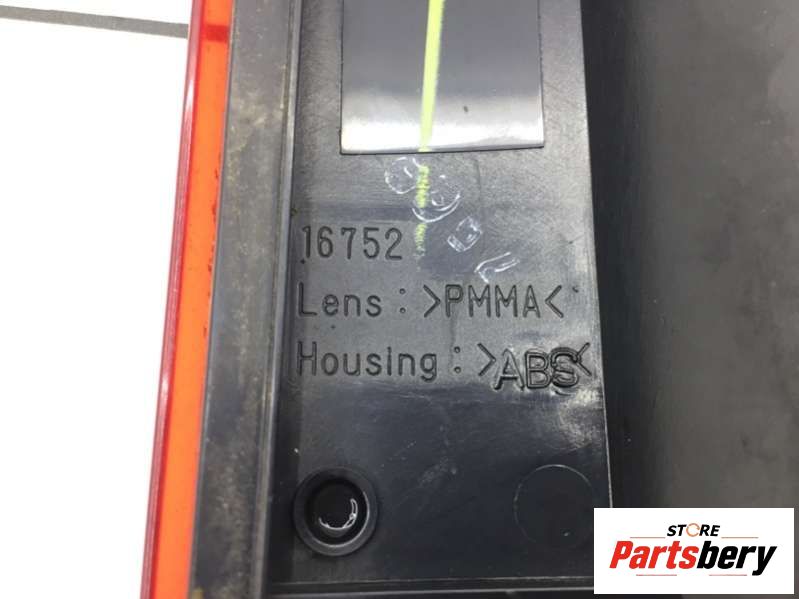 16752
Lens : >PMMA<
Housing : >ABS<
STORE
Partsbery